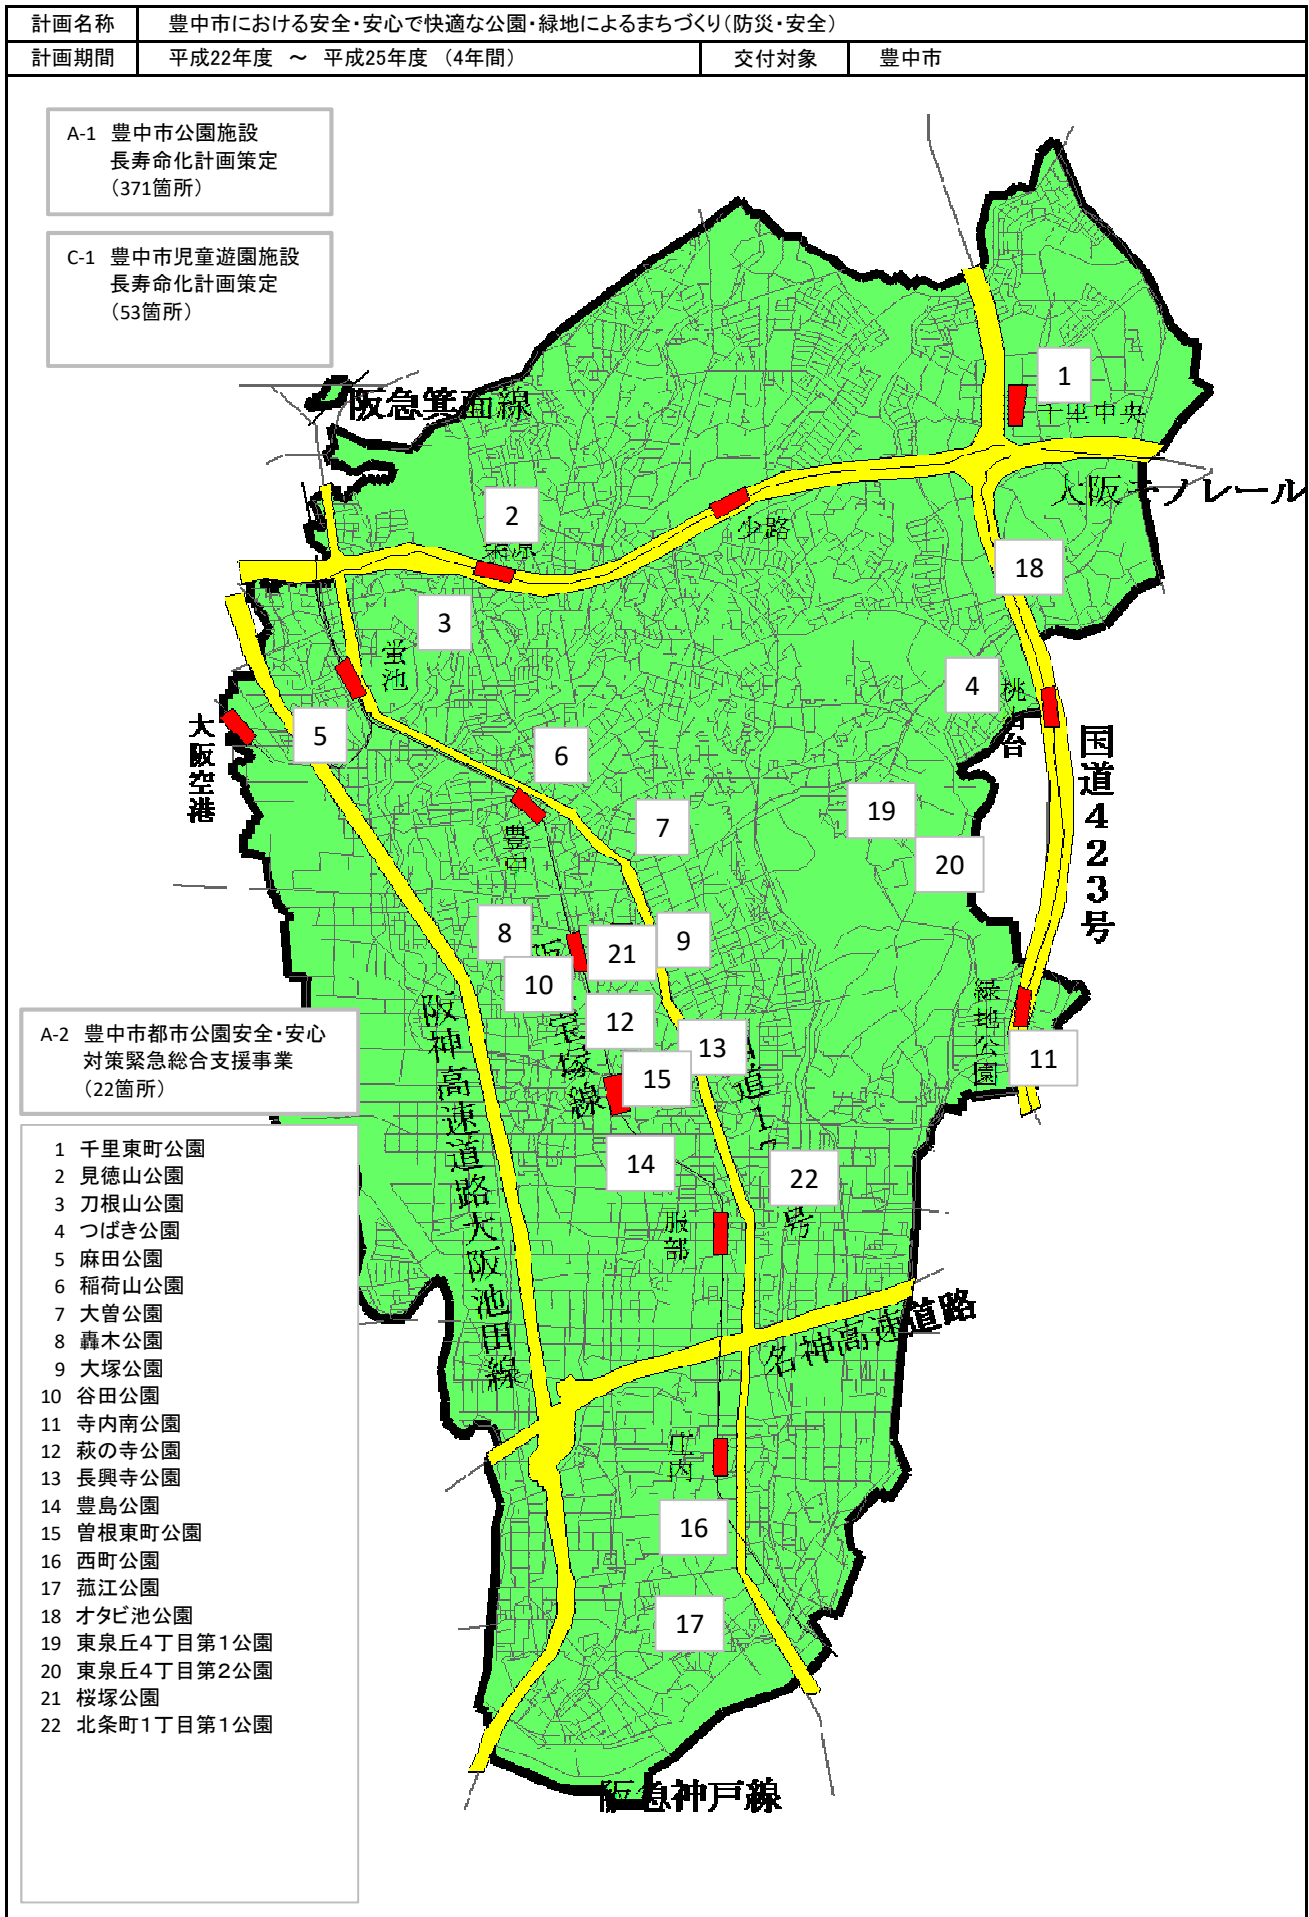 計画名称 豊中市における安全・安心で快適な公園・緑地によるまちづくり(防災・安全)
計画期間 平成22年度 ～ 平成25年度 (4年間) 交付対象 豊中市
A-1 豊中市公園施設
長寿命化計画策定
(371箇所)
C-1 豊中市児童遊園施設
長寿命化計画策定
(53箇所)
阪急箕面線
1
千里中央
大阪モノレール
2
少路
18
3
蛍池
4
桃
台
5
大阪空港
国道423号
6
豊中
7
19
20
8
21
9
10
12
13
15
11
緑地公園
阪神高速道路大阪池田線
宝塚線
道1
号
14
22
服部
名神高速道路
庄内
16
17
阪急神戸線
A-2 豊中市都市公園安全・安心
対策緊急総合支援事業
(22箇所)
1 千里東町公園
2 見徳山公園
3 刀根山公園
4 つばき公園
5 麻田公園
6 稲荷山公園
7 大曽公園
8 轟木公園
9 大塚公園
10 谷田公園
11 寺内南公園
12 萩の寺公園
13 長興寺公園
14 豊島公園
15 曽根東町公園
16 西町公園
17 菰江公園
18 オタビ池公園
19 東泉丘4丁目第1公園
20 東泉丘4丁目第2公園
21 桜塚公園
22 北条町1丁目第1公園